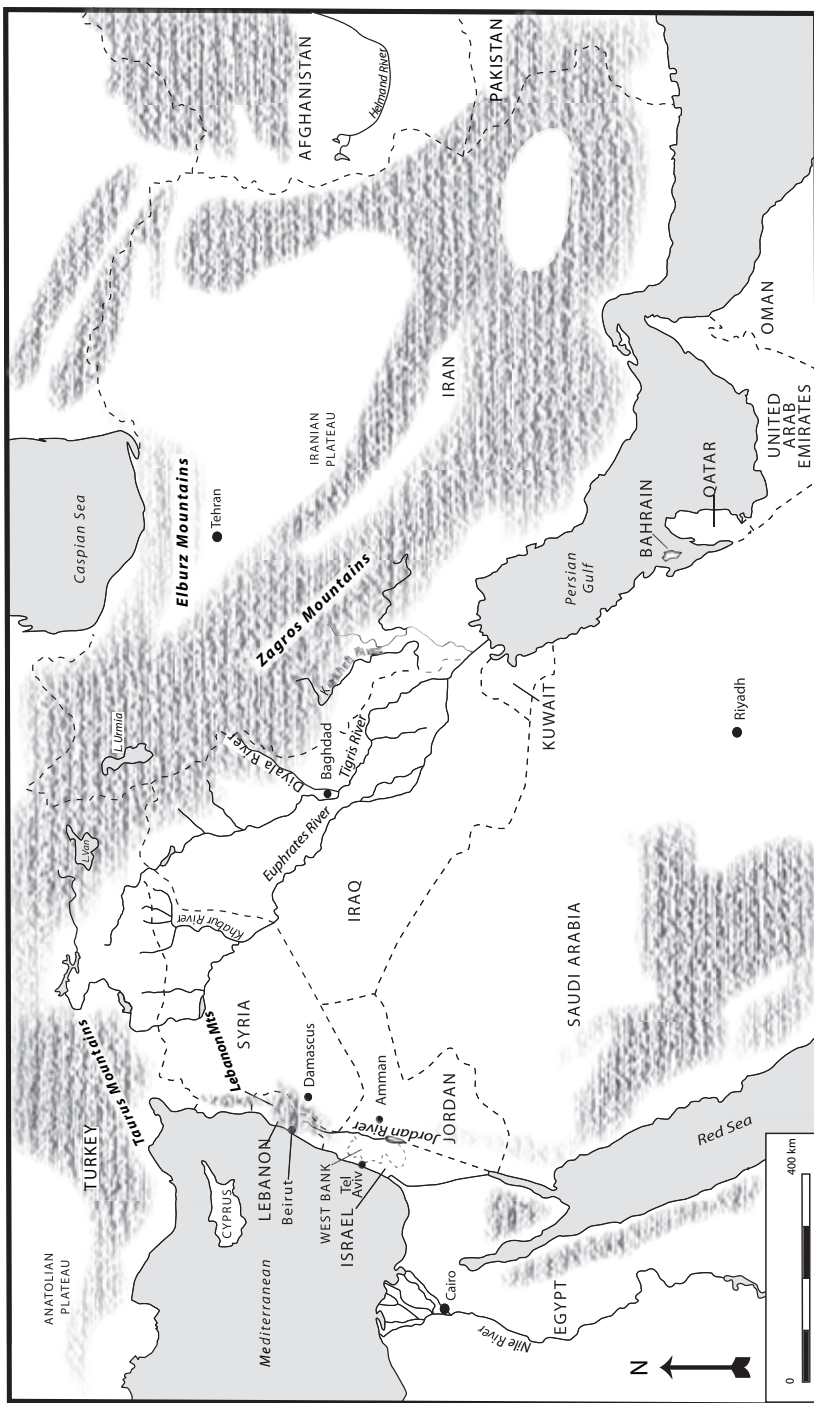 ANATOLIAN
PLATEAU
TURKEY
Taurus Mountains
L.Van
L.Urmia
Caspian Sea
Elburz Mountains
Tehran
IRANIAN
PLATEAU
IRAN
Zagros Mountains
AFGHANISTAN
Helmand River
PAKISTAN
CYPRUS
Mediterranean
LEBANON
Beirut
Lebanon Mts
SYRIA
Damascus
Khabur River
Euphrates River
Diyala River
Baghdad
Tigris River
IRAQ
WEST BANK
ISRAEL
Tel
Aviv
Amman
Jordan River
JORDAN
Cairo
Nile River
EGYPT
Red Sea
SAUDI ARABIA
Riyadh
KUWAIT
Persian
Gulf
BAHRAIN
QATAR
UNITED
ARAB
EMIRATES
OMAN
N
0
400 km